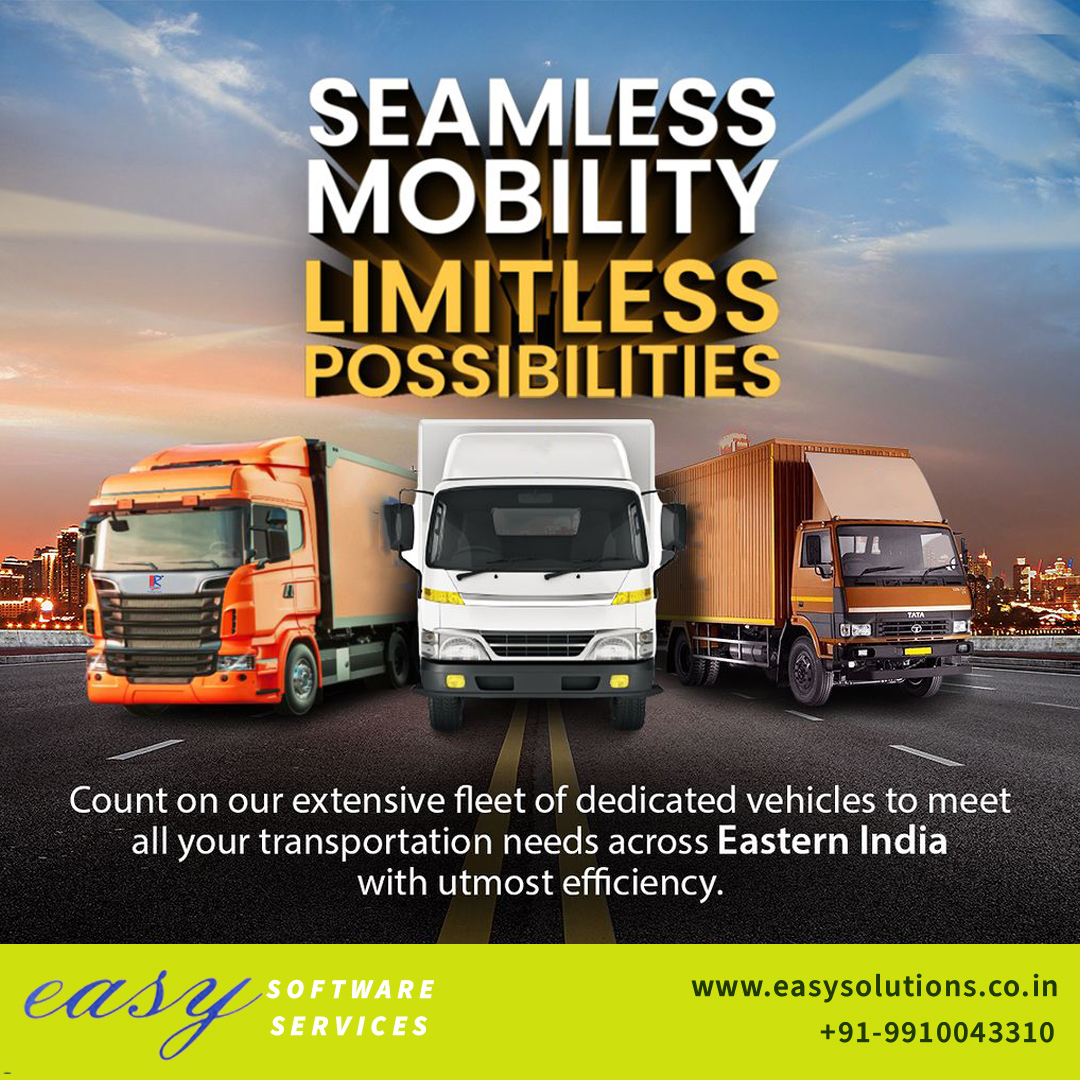 SEAMLESS
MOBILITY
LIMITLESS
POSSIBILITIES
TATA
Count on our extensive fleet of dedicated vehicles to meet
all your transportation needs across Eastern India
with utmost efficiency.
easy SOFTWARE
SERVICES
www.easysolutions.co.in
+91-9910043310